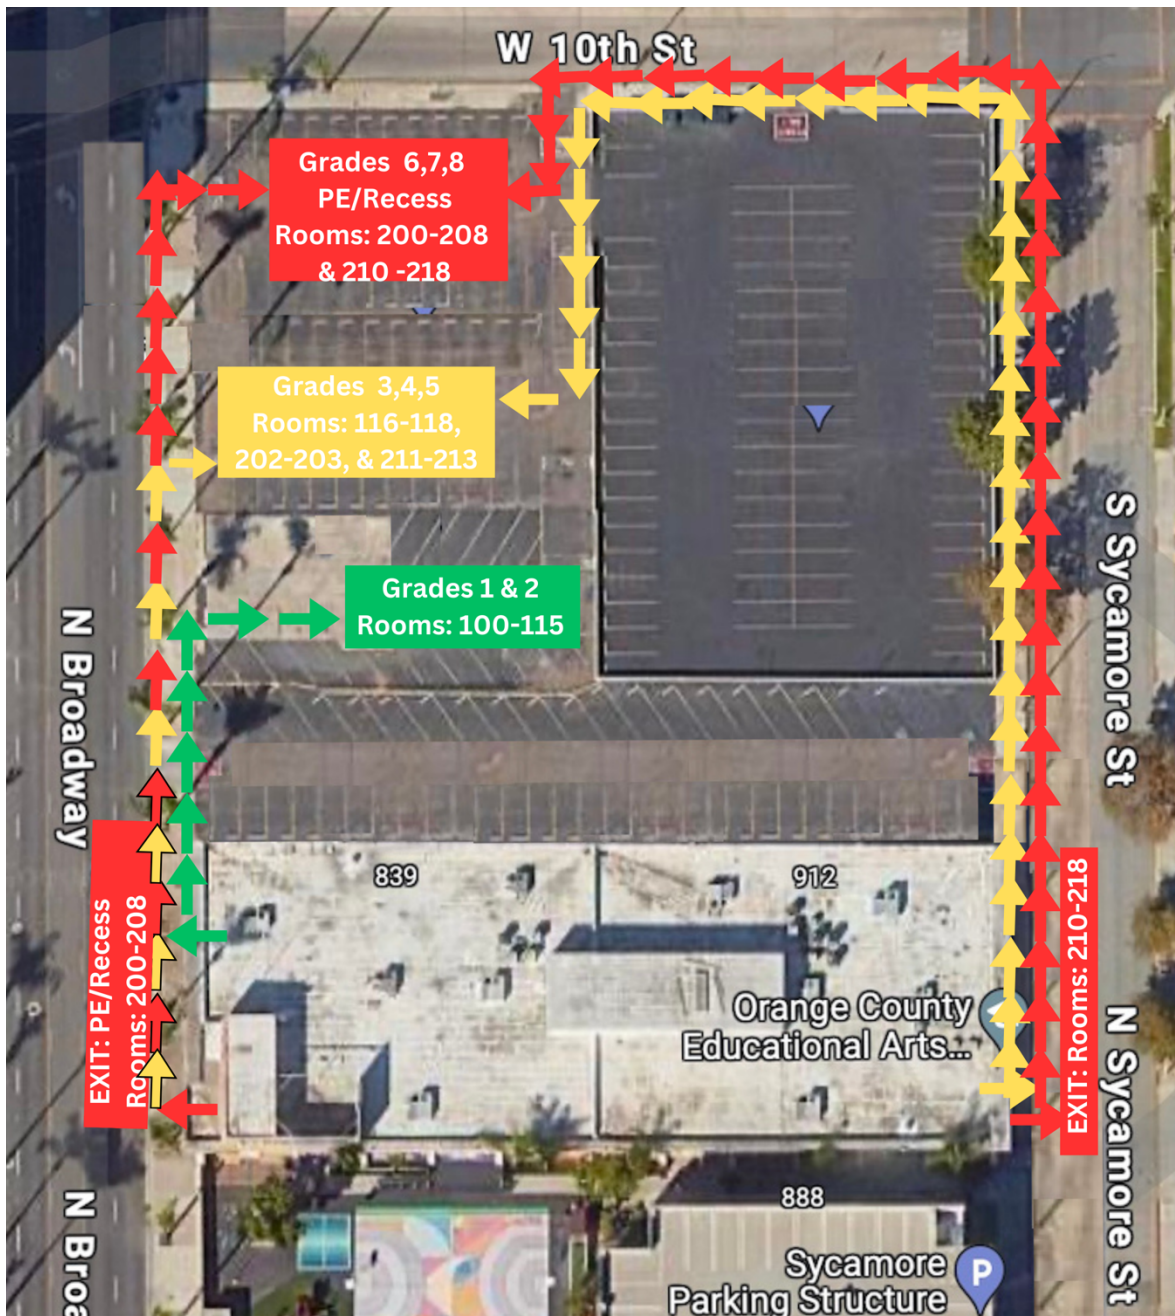 W 10th St
Grades 6,7,8
PE/Recess
Rooms: 200-208
& 210 -218
Grades 3,4,5
Rooms: 116-118,
202-203, & 211-213
S Sycamore St
Grades 1 & 2
Rooms: 100-115
N Broadway
839
912
EXIT: PE/Recess
Rooms: 200-208
EXIT: Rooms: 210-218
Orange County
Educational Arts...
N Sycamore St
888
N Broa
Sycamore
Parking Structure
P